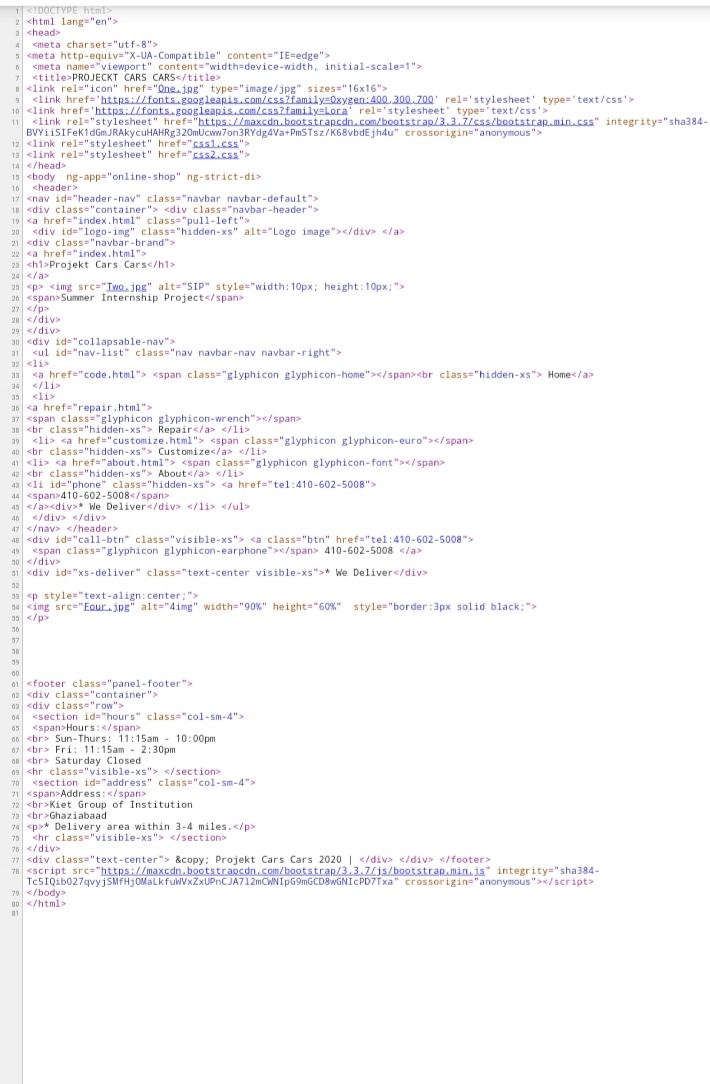 1 <!DOCTYPE html>
2 <html lang="en">
3 <head>
4 <meta charset="utf-8">
5 <meta http-equiv="X-UA-Compatible" content="IE=edge">
6 <meta name="viewport" content="width=device-width, initial-scale=1">
7 <title>PROJECKT CARS CARS</title>
8 <link rel="icon" href="One.jpg" type="image/jpg" sizes="16x16">
9 <link href='https://fonts.googleapis.com/css?family=Oxygen:400,300,700' rel='stylesheet' type='text/css'>
10 <link href='https://fonts.googleapis.com/css?family=Lora' rel='stylesheet' type='text/css'>
11 <link rel="stylesheet" href="https://maxcdn.bootstrapcdn.com/bootstrap/3.3.7/css/bootstrap.min.css" integrity="sha384-
BVYiiSIFeK1dGmJRAkycuHAHRg32OmUcww7on3RYdg4Va+PmSTsz/K68vbdEjh4u" crossorigin="anonymous">
12 <link rel="stylesheet" href="css1.css">
13 <link rel="stylesheet" href="css2.css">
14 </head>
15 <body ng-app="online-shop" ng-strict-di>
16 <header>
17 <nav id="header-nav" class="navbar navbar-default">
18 <div class="container"> <div class="navbar-header">
19 <a href="index.html" class="pull-left">
20 <div id="logo-img" class="hidden-xs" alt="Logo image"></div> </a>
21 <div class="navbar-brand">
22 <a href="index.html">
23 <h1>Projekt Cars Cars</h1>
24 </a>
25 <p> <img src="Two.jpg" alt="SIP" style="width:10px; height:10px;">
26 <span>Summer Internship Project</span>
27 </p>
28 </div>
29 </div>
30 <div id="collapsable-nav">
31 <ul id="nav-list" class="nav navbar-nav navbar-right">
32 <li>
33 <a href="code.html"> <span class="glyphicon glyphicon-home"></span><br class="hidden-xs"> Home</a>
34 </li>
35 <li>
36 <a href="repair.html">
37 <span class="glyphicon glyphicon-wrench"></span>
38 <br class="hidden-xs"> Repair</a> </li>
39 <li> <a href="customize.html"> <span class="glyphicon glyphicon-euro"></span>
40 <br class="hidden-xs"> Customize</a> </li>
41 <li> <a href="about.html"> <span class="glyphicon glyphicon-font"></span>
42 <br class="hidden-xs"> About</a> </li>
43 <li id="phone" class="hidden-xs"> <a href="tel:410-602-5008">
44 <span>410-602-5008</span>
45 </a><div>* We Deliver</div> </li> </ul>
46 </div> </div>
47 </nav> </header>
48 <div id="call-btn" class="visible-xs"> <a class="btn" href="tel:410-602-5008">
49 <span class="glyphicon glyphicon-earphone"></span> 410-602-5008 </a>
50 </div>
51 <div id="xs-deliver" class="text-center visible-xs">* We Deliver</div>
52
53 <p style="text-align:center;">
54 <img src="Four.jpg" alt="4img" width="90%" height="60%" style="border:3px solid black;">
55 </p>
56
57
58
59
60
61 <footer class="panel-footer">
62 <div class="container">
63 <div class="row">
64 <section id="hours" class="col-sm-4">
65 <span>Hours:</span>
66 <br> Sun-Thurs: 11:15am - 10:00pm
67 <br> Fri: 11:15am - 2:30pm
68 <br> Saturday Closed
69 <hr class="visible-xs"> </section>
70 <section id="address" class="col-sm-4">
71 <span>Address:</span>
72 <br>Kiet Group of Institution
73 <br>Ghaziabaad
74 <p>* Delivery area within 3-4 miles.</p>
75 <hr class="visible-xs"> </section>
76 </div>
77 <div class="text-center"> &copy; Projekt Cars Cars 2020 | </div> </div> </footer>
78 <script src="https://maxcdn.bootstrapcdn.com/bootstrap/3.3.7/js/bootstrap.min.js" integrity="sha384-
Tc5IQib027qvyjSMfHjOMaLkfuWVxZxUPnCJA7l2mCWNIpG9mGCD8wGNIcPD7Txa" crossorigin="anonymous"></script>
79 </body>
80 </html>
81